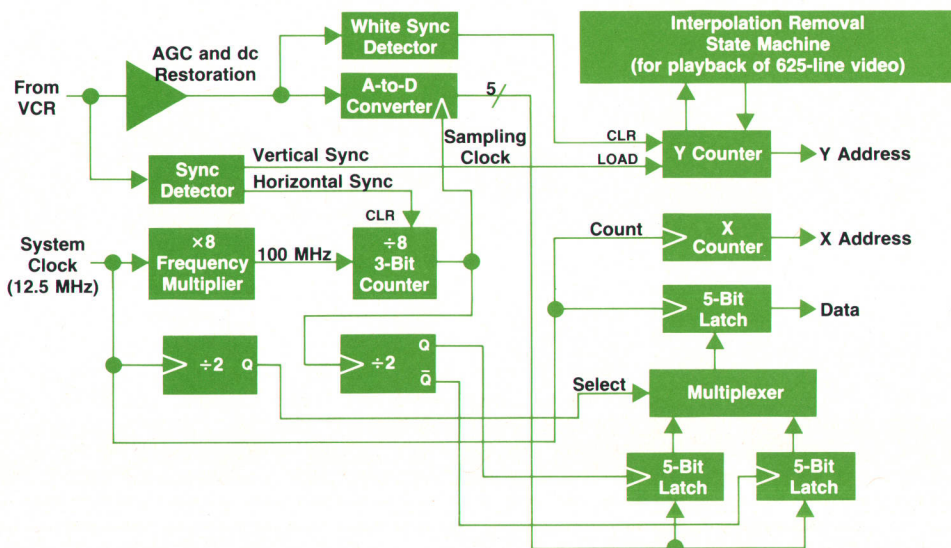 Interpolation Removal
State Machine
(for playback of 625-line video)
White Sync
Detector
AGC and dc
Restoration
From
VCR
A-to-D
Converter
5
Sampling
Clock
CLR
LOAD
Y Counter
Y Address
Sync
Detector
Vertical Sync
Horizontal Sync
CLR
System
Clock
(12.5 MHz)
×8
Frequency
Multiplier
100 MHz
÷8
3-Bit
Counter
Count
X
Counter
X Address
5-Bit
Latch
Data
÷2
Q
÷2
Q
Q̅
Select
Multiplexer
5-Bit
Latch
5-Bit
Latch